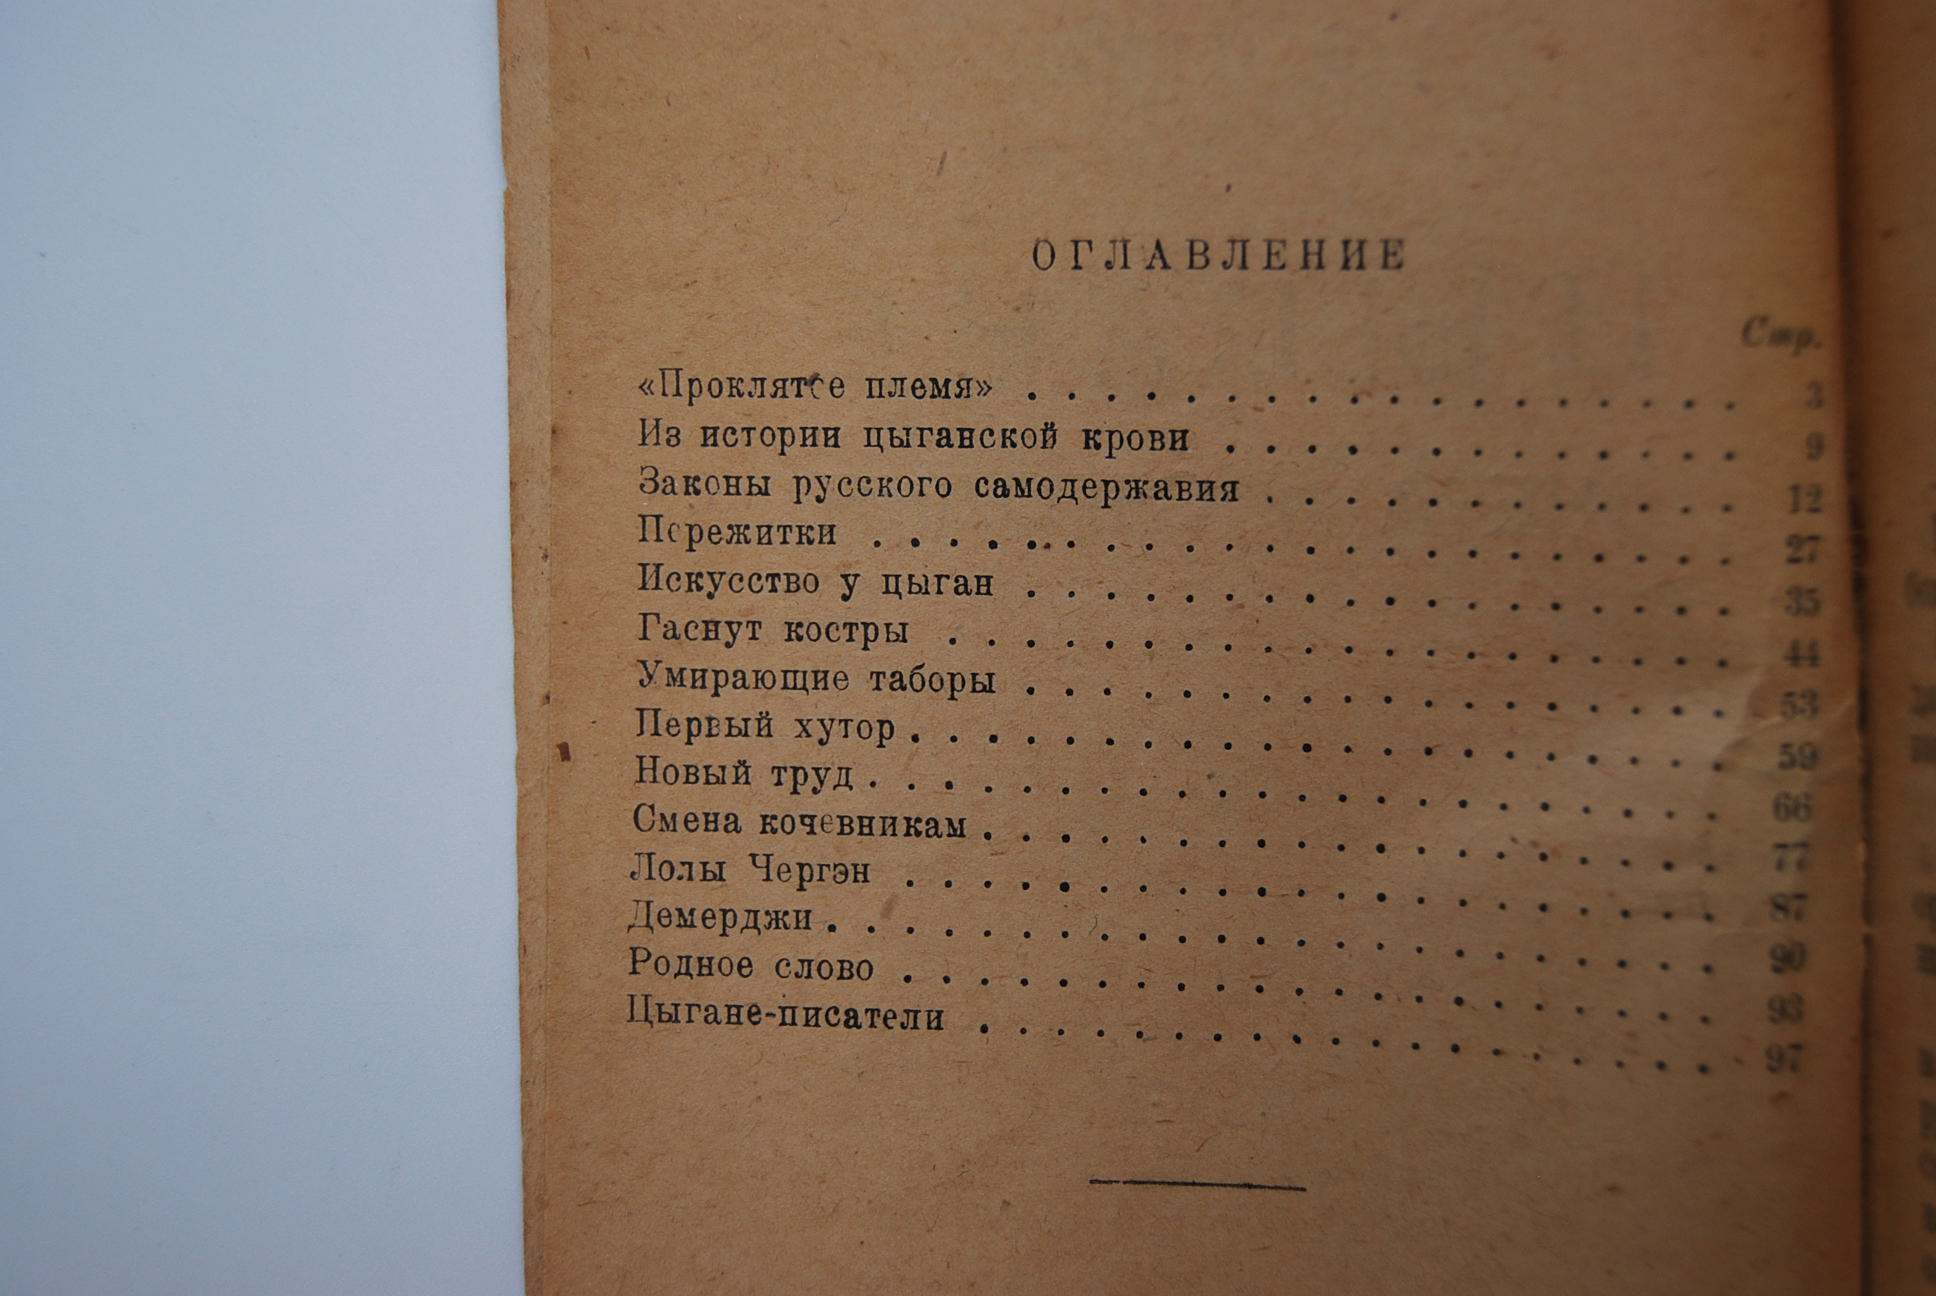 ОГЛАВЛЕНИЕ
Стр.
«Проклятое племя» . . . . . . . . . . . . . . . . . . . 3
Из истории цыганской крови . . . . . . . . . . . . . . 9
Законы русского самодержавия . . . . . . . . . . . . . 12
Пережитки . . . . . . . . . . . . . . . . . . . . . . . 27
Искусство у цыган . . . . . . . . . . . . . . . . . . . 35
Гаснут костры . . . . . . . . . . . . . . . . . . . . . 44
Умирающие таборы . . . . . . . . . . . . . . . . . . . 53
Первый хутор . . . . . . . . . . . . . . . . . . . . . . 59
Новый труд . . . . . . . . . . . . . . . . . . . . . . . 66
Смена кочевникам . . . . . . . . . . . . . . . . . . . . 77
Лолы Чергэн . . . . . . . . . . . . . . . . . . . . . . 87
Демерджи . . . . . . . . . . . . . . . . . . . . . . . . 90
Родное слово . . . . . . . . . . . . . . . . . . . . . . 93
Цыгане-писатели . . . . . . . . . . . . . . . . . . . . 97